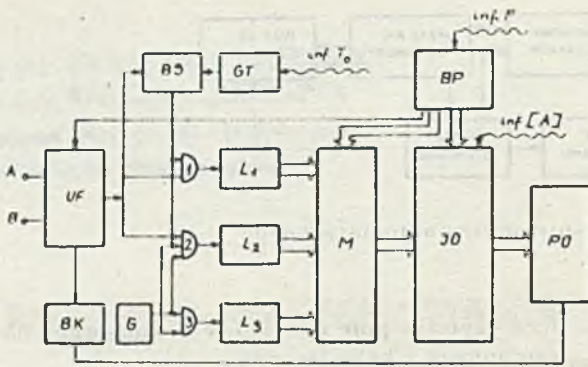 inf. P
BS
GT
inf T₀
BP
inf [A]
A
B
UF
1
L₁
2
L₂
M
JO
PO
BK
G
3
L₃